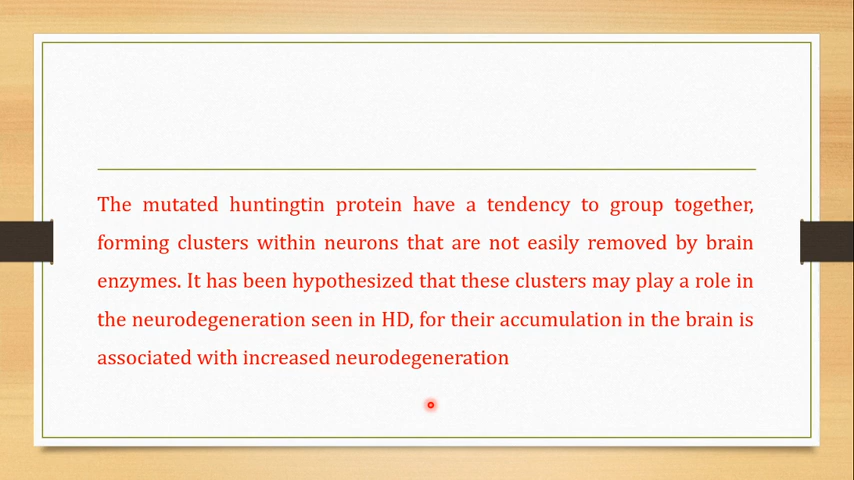 The mutated huntingtin protein have a tendency to group together,
forming clusters within neurons that are not easily removed by brain
enzymes. It has been hypothesized that these clusters may play a role in
the neurodegeneration seen in HD, for their accumulation in the brain is
associated with increased neurodegeneration